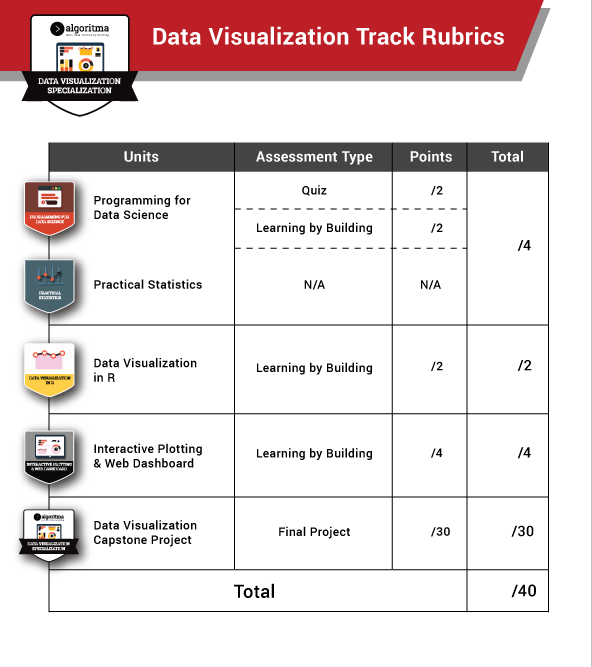 algoritma
Data Visualization Track Rubrics
DATA VISUALIZATION
SPECIALIZATION
Units
Assessment Type
Points
Total
PROGRAMMING FOR
DATA SCIENCE
Programming for
Data Science
Quiz
/2
Learning by Building
/2
/4
PRACTICAL
STATISTICS
Practical Statistics
N/A
N/A
DATA VISUALIZATION
IN R
Data Visualization
in R
Learning by Building
/2
/2
INTERACTIVE PLOTTING
& WEB DASHBOARD
Interactive Plotting
& Web Dashboard
Learning by Building
/4
/4
algoritma
DATA VISUALIZATION
SPECIALIZATION
Data Visualization
Capstone Project
Final Project
/30
/30
Total
/40